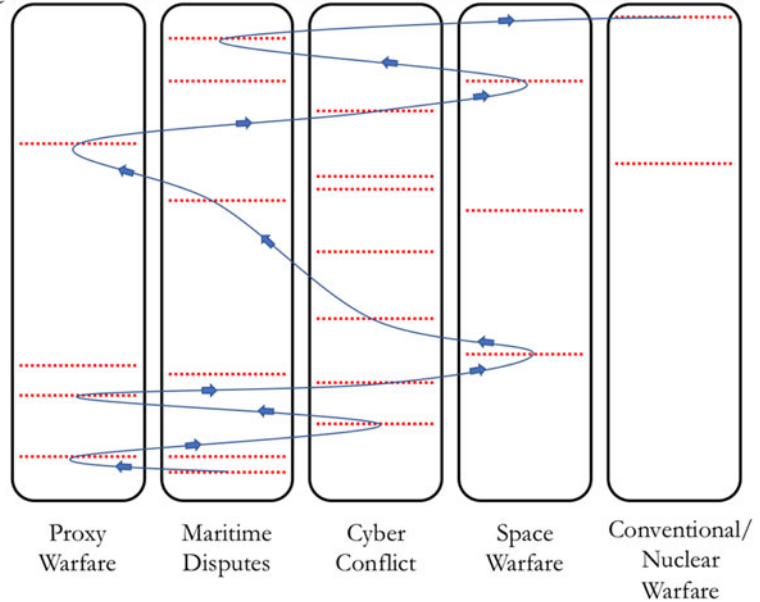 Proxy
Warfare
Maritime
Disputes
Cyber
Conflict
Space
Warfare
Conventional/
Nuclear
Warfare